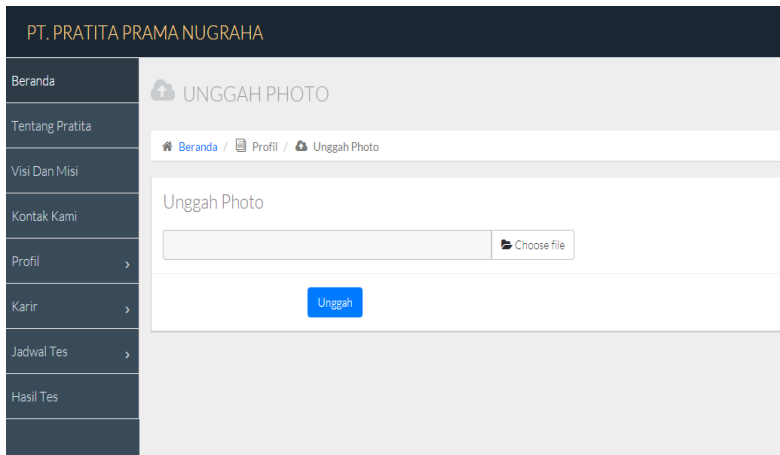 PT. PRATITA PRAMA NUGRAHA
Beranda
Tentang Pratita
Visi Dan Misi
Kontak Kami
Profil
Karir
Jadwal Tes
Hasil Tes
UNGGAH PHOTO
Beranda / Profil / Unggah Photo
Unggah Photo
Choose file
Unggah